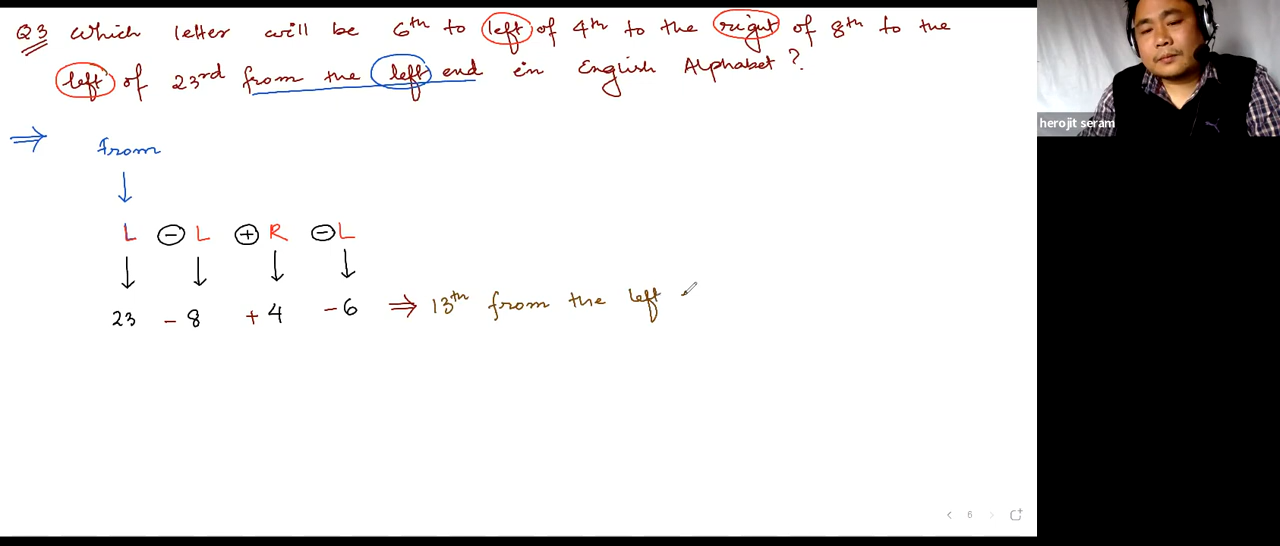 Q3 Which letter will be 6th to left of 4th to the right of 8th to the
left of 23rd from the left end in English Alphabet?
herojit seram
⇒ from
↓
L ⊖ L ⊕ R ⊖ L
↓ ↓ ↓ ↓
23 - 8 + 4 - 6 ⇒ 13th from the left
6